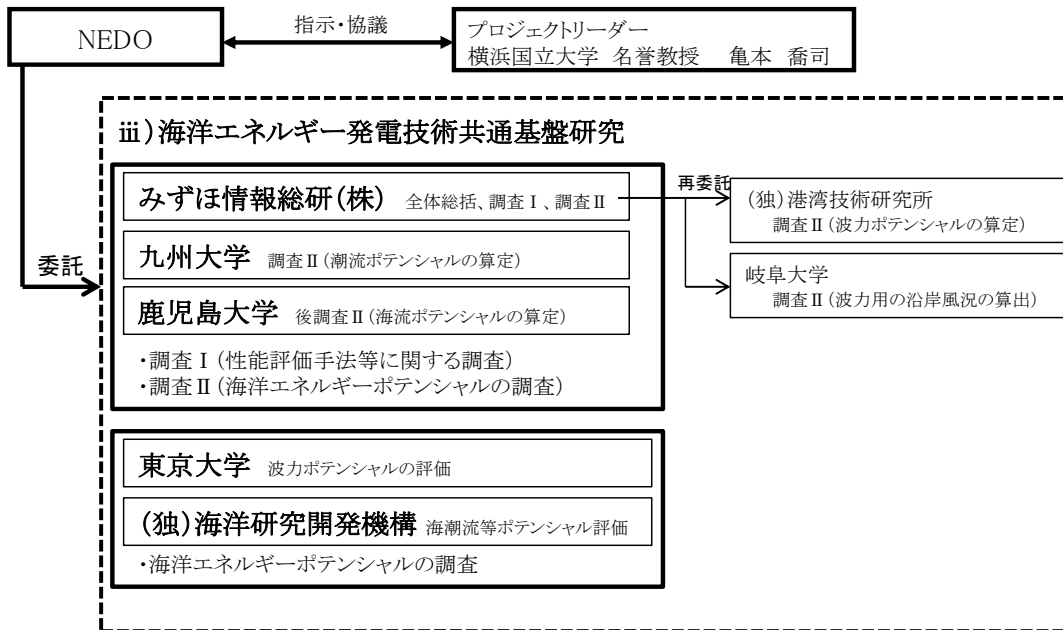 NEDO
指示・協議
プロジェクトリーダー
横浜国立大学 名誉教授 亀本 喬司
委託
ⅲ)海洋エネルギー発電技術共通基盤研究
みずほ情報総研(株) 全体総括、調査Ⅰ、調査Ⅱ
九州大学 調査Ⅱ(潮流ポテンシャルの算定)
鹿児島大学 後調査Ⅱ(海流ポテンシャルの算定)
・調査Ⅰ(性能評価手法等に関する調査)
・調査Ⅱ(海洋エネルギーポテンシャルの調査)
再委託
(独)港湾技術研究所
調査Ⅱ(波力ポテンシャルの算定)
岐阜大学
調査Ⅱ(波力用の沿岸風況の算出)
東京大学 波力ポテンシャルの評価
(独)海洋研究開発機構 海潮流等ポテンシャル評価
・海洋エネルギーポテンシャルの調査